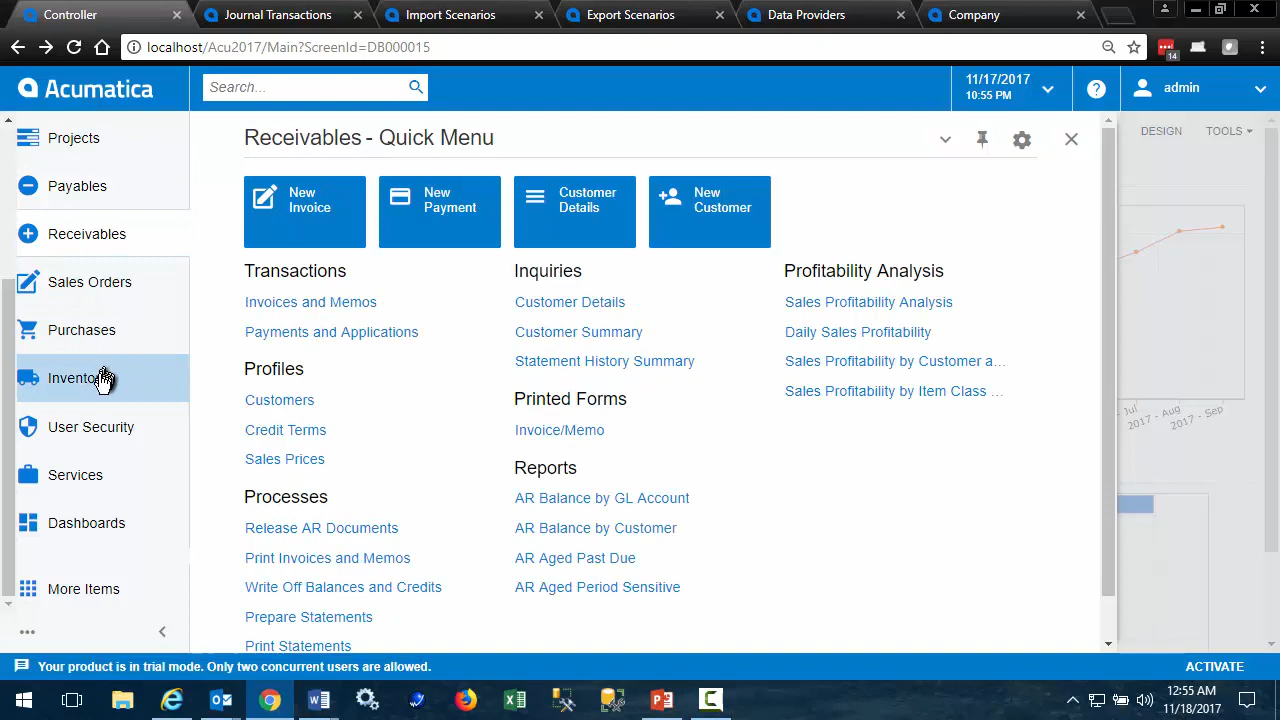 Controller
Journal Transactions
Import Scenarios
Export Scenarios
Data Providers
Company
localhost/Acu2017/Main?ScreenId=DB000015
14
Acumatica
Search...
11/17/2017
10:55 PM
?
admin
Projects
Payables
Receivables
Sales Orders
Purchases
User Security
Services
Dashboards
More Items
Receivables - Quick Menu
New Invoice
New Payment
Customer Details
New Customer
Transactions
Invoices and Memos
Payments and Applications
Profiles
Customers
Credit Terms
Sales Prices
Processes
Release AR Documents
Print Invoices and Memos
Write Off Balances and Credits
Prepare Statements
Print Statements
Inquiries
Customer Details
Customer Summary
Statement History Summary
Printed Forms
Invoice/Memo
Reports
AR Balance by GL Account
AR Balance by Customer
AR Aged Past Due
AR Aged Period Sensitive
Profitability Analysis
Sales Profitability Analysis
Daily Sales Profitability
Sales Profitability by Customer a...
Sales Profitability by Item Class ...
DESIGN
TOOLS
Jul
2017 - Aug
2017 - Sep
Your product is in trial mode. Only two concurrent users are allowed.
ACTIVATE
12:55 AM
11/18/2017